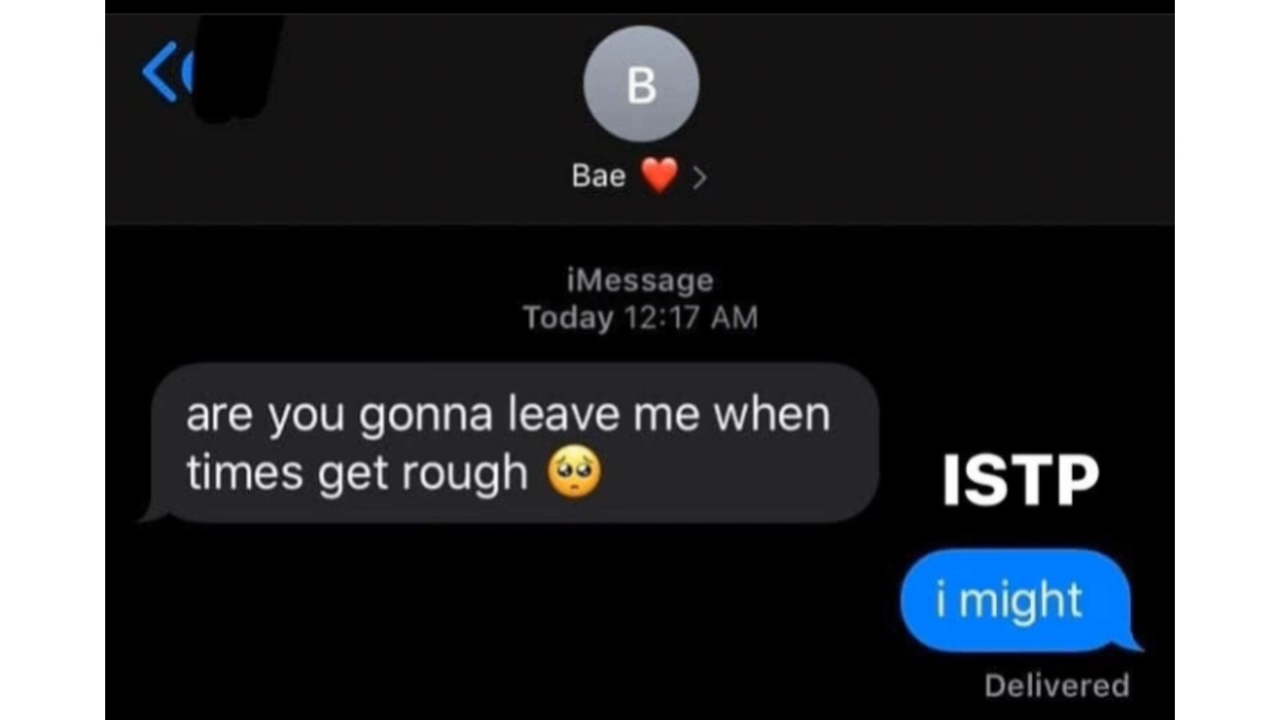 B
Bae ❤️ >
iMessage
Today 12:17 AM
are you gonna leave me when
times get rough 🥺
ISTP
i might
Delivered